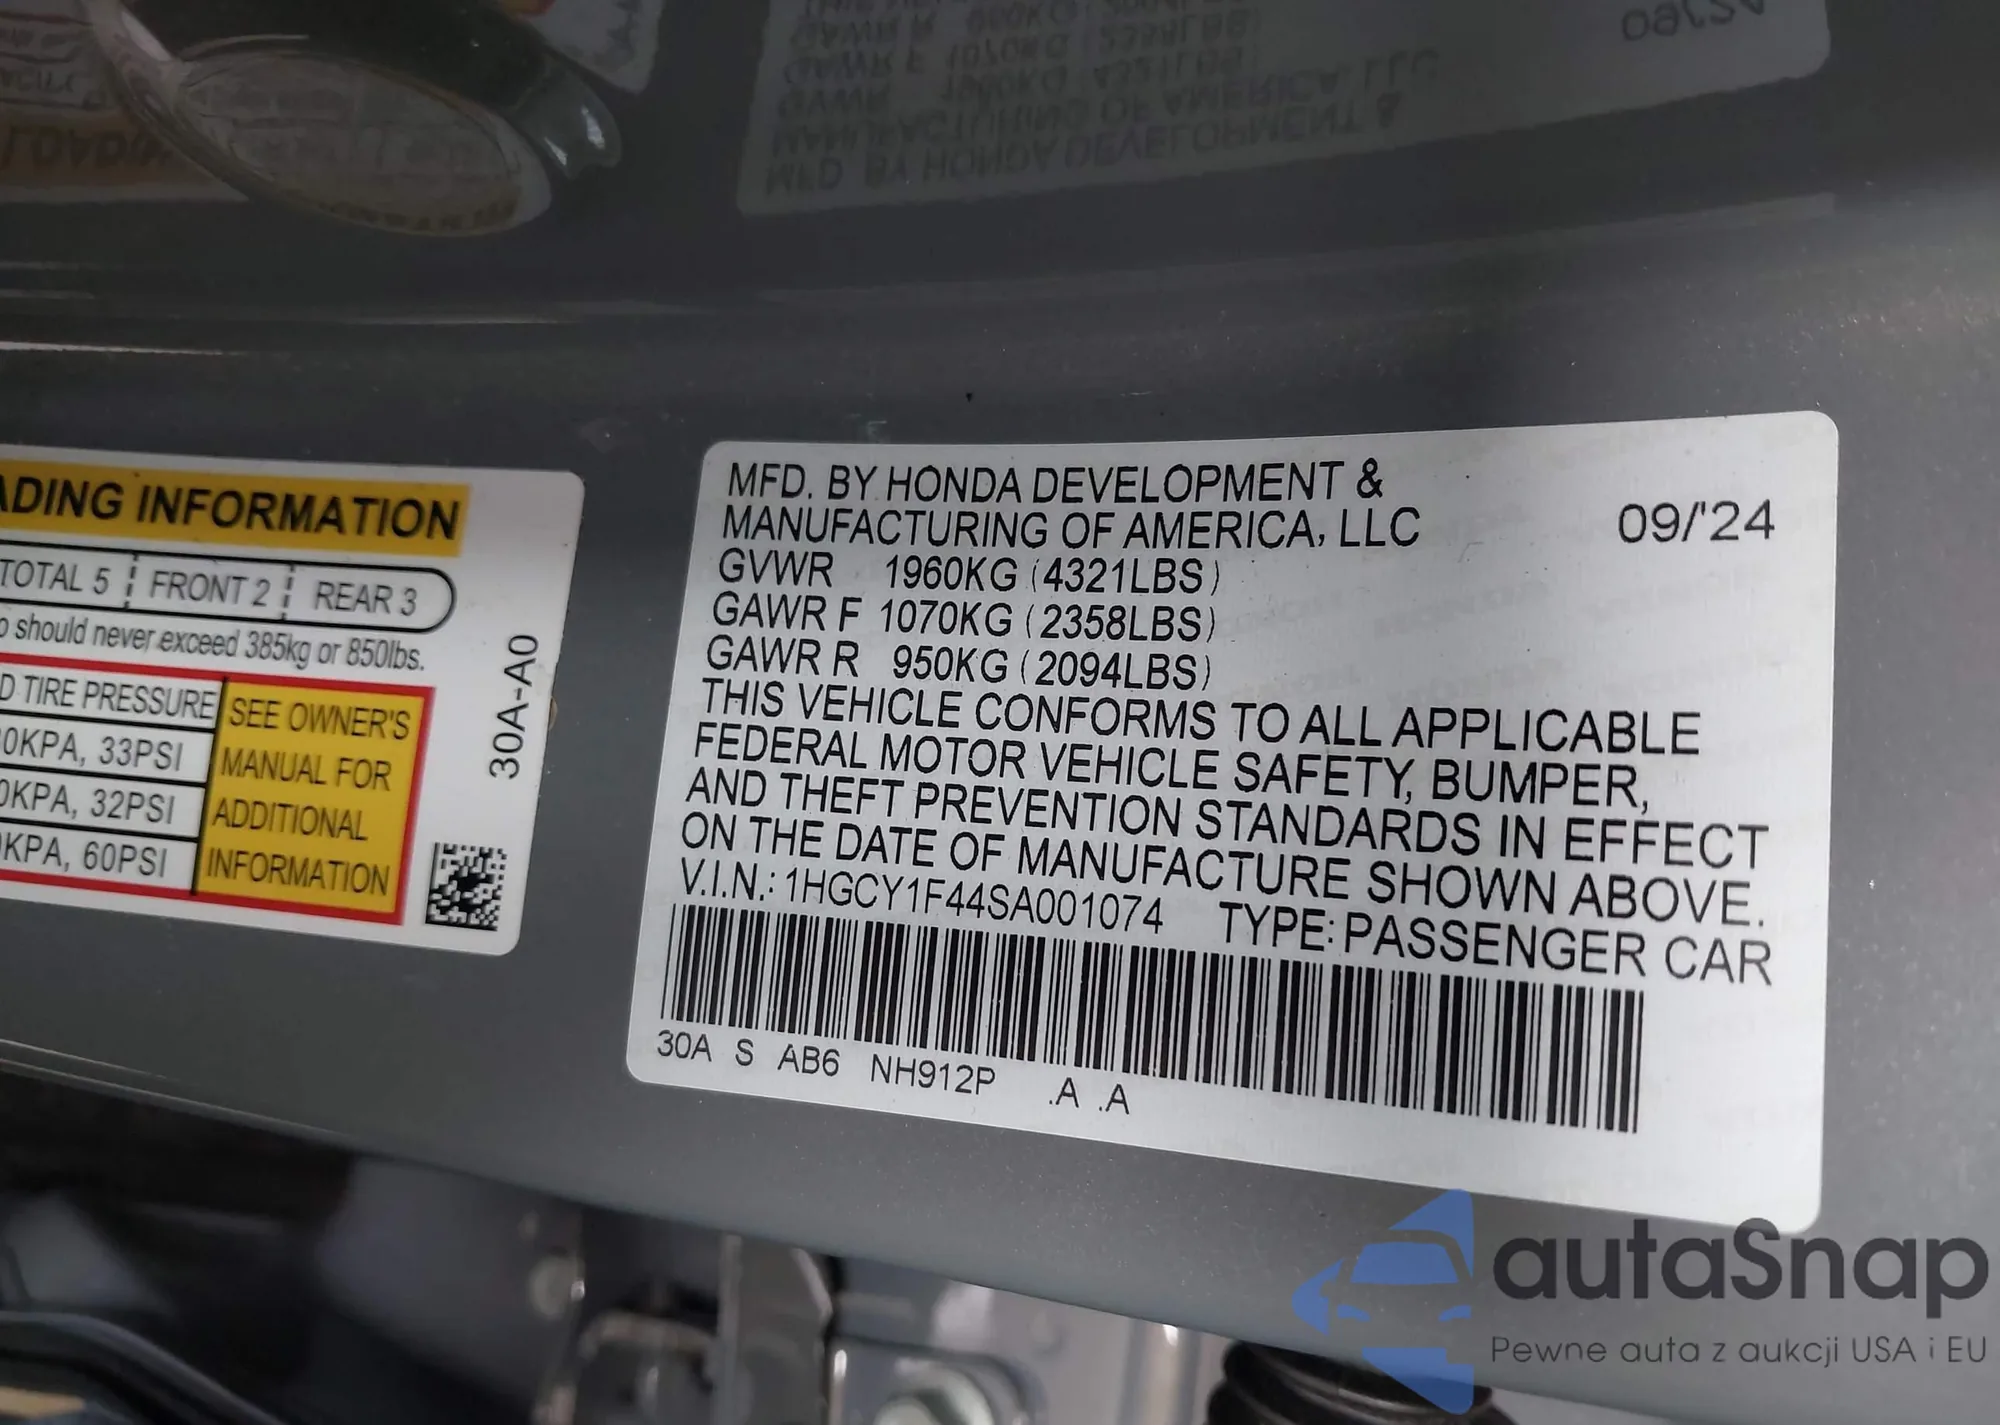 ADING INFORMATION
TOTAL 5 FRONT 2 REAR 3
o should never exceed 385kg or 850lbs.
D TIRE PRESSURE
0KPA, 33PSI
0KPA, 32PSI
0KPA, 60PSI
SEE OWNER'S
MANUAL FOR
ADDITIONAL
INFORMATION
30A-A0
MFD. BY HONDA DEVELOPMENT &
MANUFACTURING OF AMERICA, LLC 09/'24
GVWR 1960KG (4321LBS)
GAWR F 1070KG (2358LBS)
GAWR R 950KG (2094LBS)
THIS VEHICLE CONFORMS TO ALL APPLICABLE
FEDERAL MOTOR VEHICLE SAFETY, BUMPER,
AND THEFT PREVENTION STANDARDS IN EFFECT
ON THE DATE OF MANUFACTURE SHOWN ABOVE.
V.I.N.: 1HGCY1F44SA001074 TYPE: PASSENGER CAR
30A S AB6 NH912P .A .A
autaSnap
Pewne auta z aukcji USA i EU